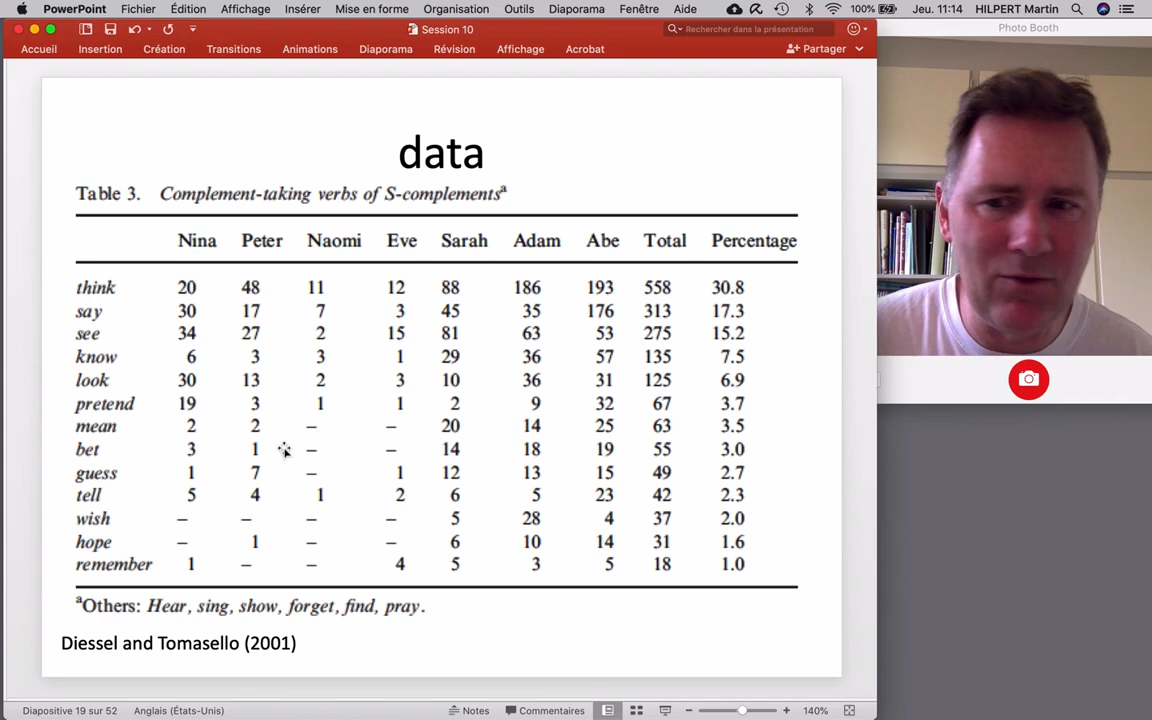 PowerPoint Fichier Édition Affichage Insérer Mise en forme Organisation Outils Diaporama Fenêtre Aide 100% Jeu. 11:14 HILPERT Martin
Session 10 Rechercher dans la présentation Photo Booth
Accueil Insertion Création Transitions Animations Diaporama Révision Affichage Acrobat Partager
data
Table 3. Complement-taking verbs of S-complementsa
Nina Peter Naomi Eve Sarah Adam Abe Total Percentage
think 20 48 11 12 88 186 193 558 30.8
say 30 17 7 3 45 35 176 313 17.3
see 34 27 2 15 81 63 53 275 15.2
know 6 3 3 1 29 36 57 135 7.5
look 30 13 2 3 10 36 31 125 6.9
pretend 19 3 1 1 2 9 32 67 3.7
mean 2 2 – – 20 14 25 63 3.5
bet 3 1 – – 14 18 19 55 3.0
guess 1 7 – 1 12 13 15 49 2.7
tell 5 4 1 2 6 5 23 42 2.3
wish – – – – 5 28 4 37 2.0
hope – 1 – – 6 10 14 31 1.6
remember 1 – – 4 5 3 5 18 1.0
aOthers: Hear, sing, show, forget, find, pray.
Diessel and Tomasello (2001)
Diapositive 19 sur 52 Anglais (États-Unis) Notes Commentaires 140%